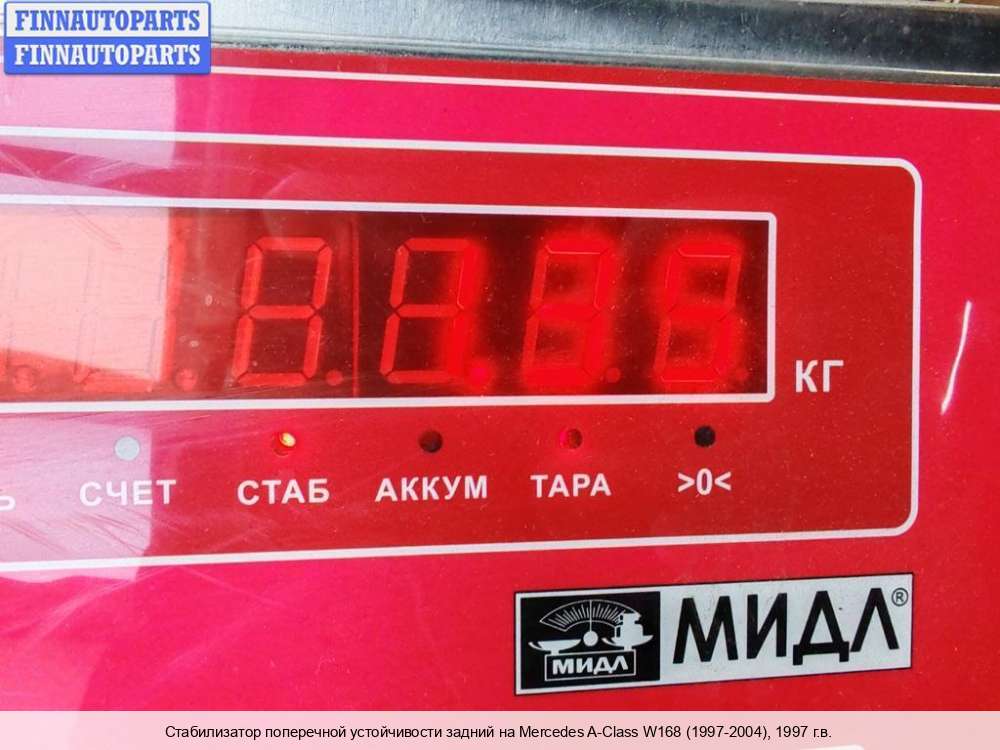 FINNAUTOPARTS
FINNAUTOPARTS
КГ
Ь СЧЕТ СТАБ АККУМ ТАРА >0<
МИДЛ МИДЛ®
Стабилизатор поперечной устойчивости задний на Mercedes A-Class W168 (1997-2004), 1997 г.в.